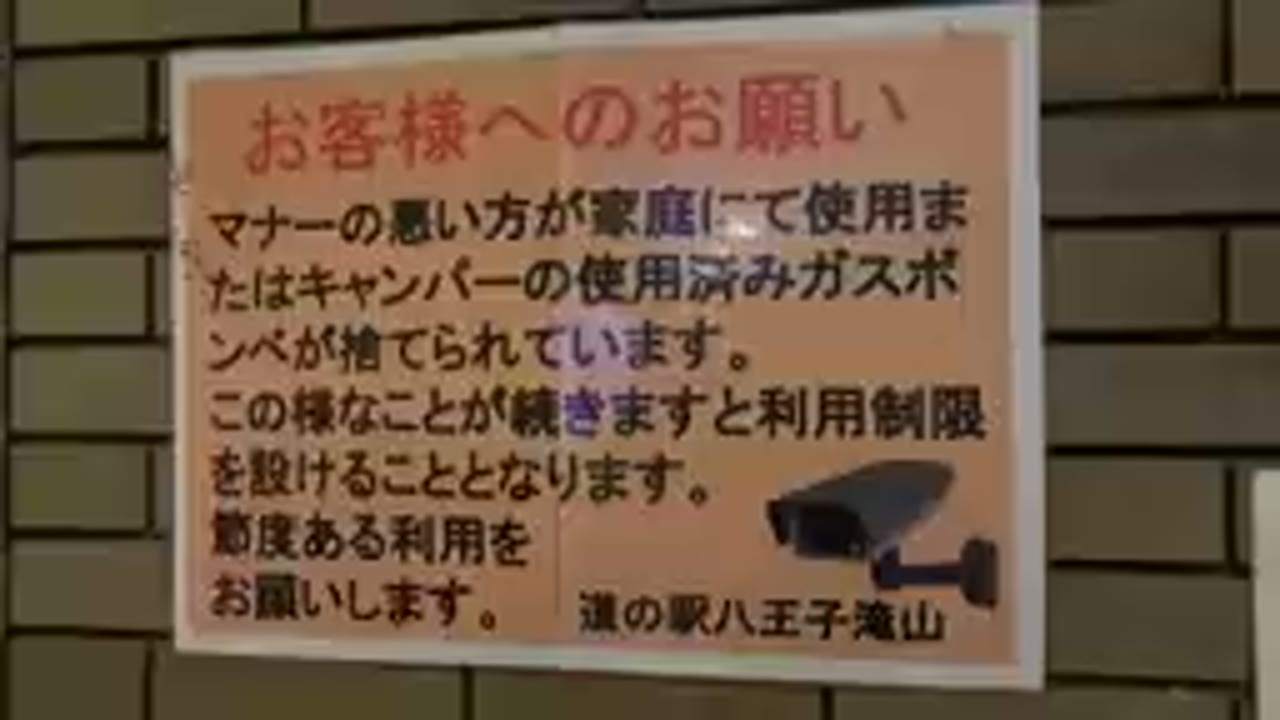 お客様へのお願い
マナーの悪い方が家庭にて使用ま
たはキャンパーの使用済みガスボ
ンベが捨てられています。
この様なことが続きますと利用制限
を設けることとなります。
節度ある利用を
お願いします。
道の駅八王子滝山